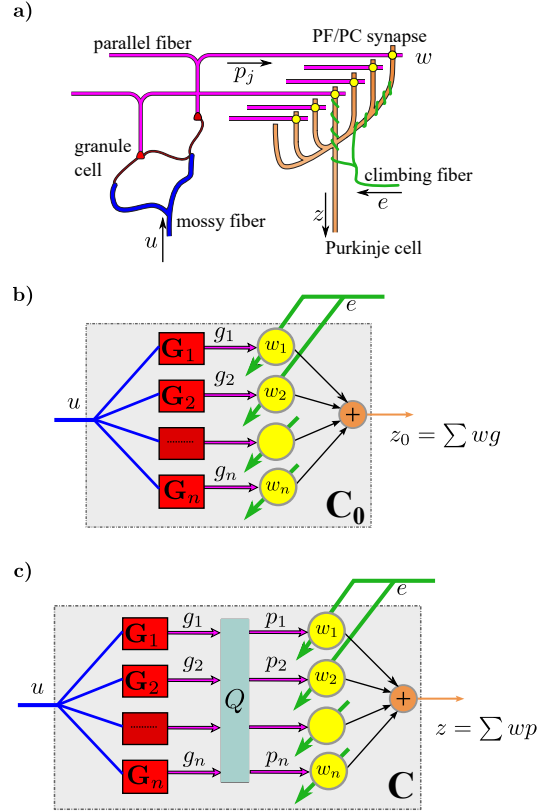 a)
parallel fiber
PF/PC synapse
w
p_j
granule
cell
climbing fiber
e
mossy fiber
z
u
Purkinje cell
b)
e
g_1
G_1
w_1
u
g_2
G_2
w_2
+
z_0 = ∑ wg
..........
g_n
G_n
w_n
C_0
c)
e
g_1
p_1
G_1
w_1
u
g_2
p_2
G_2
w_2
Q
+
z = ∑ wp
..........
g_n
p_n
G_n
w_n
C